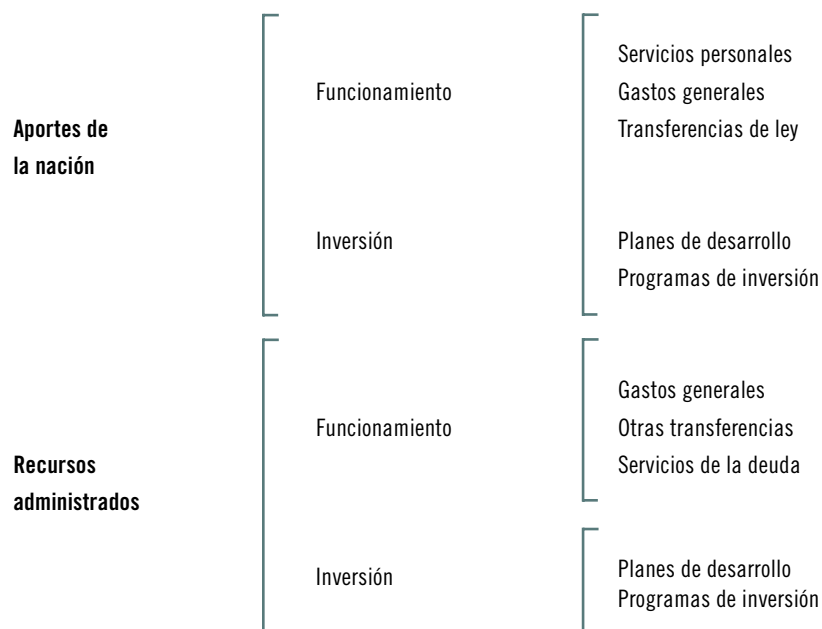 Aportes de
la nación
Funcionamiento
Servicios personales
Gastos generales
Transferencias de ley
Inversión
Planes de desarrollo
Programas de inversión
Recursos
administrados
Funcionamiento
Gastos generales
Otras transferencias
Servicios de la deuda
Inversión
Planes de desarrollo
Programas de inversión